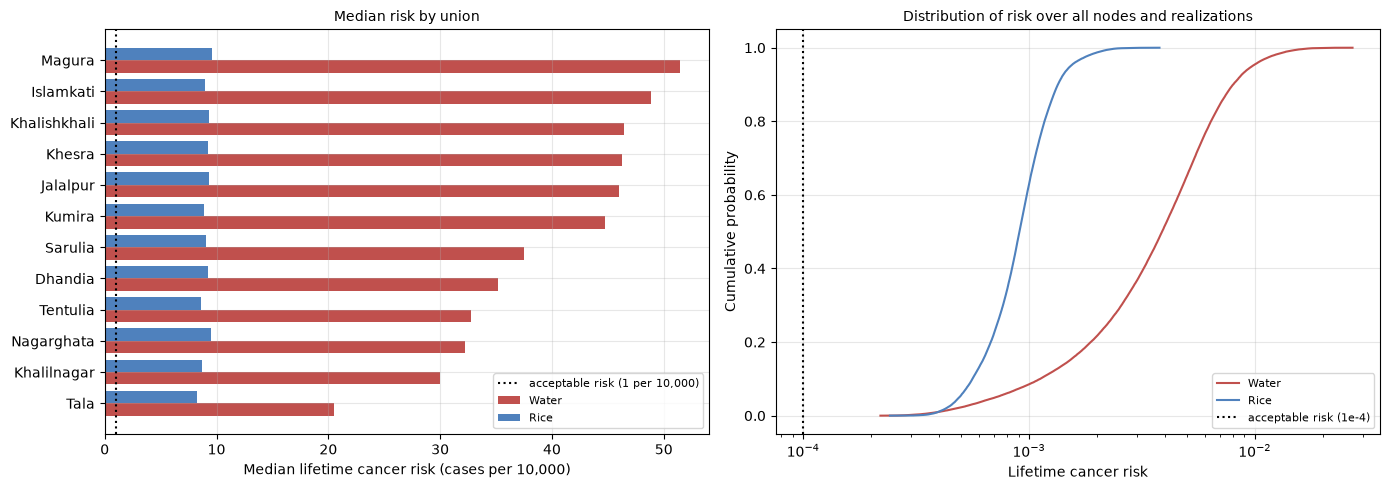 Median risk by union
Magura
Islamkati
Khalishkhali
Khesra
Jalalpur
Kumira
Sarulia
Dhandia
Tentulia
Nagarghata
Khalilnagar
Tala
acceptable risk (1 per 10,000)
Water
Rice
0 10 20 30 40 50
Median lifetime cancer risk (cases per 10,000)
Distribution of risk over all nodes and realizations
Cumulative probability
1.0
0.8
0.6
0.4
0.2
0.0
Water
Rice
acceptable risk (1e-4)
10⁻⁴ 10⁻³ 10⁻²
Lifetime cancer risk